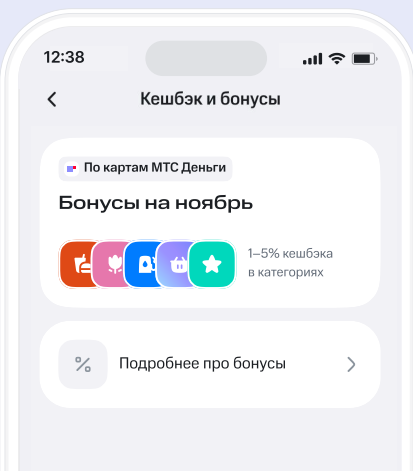 12:38
Кешбэк и бонусы
По картам МТС Деньги
Бонусы на ноябрь
1–5% кешбэка
в категориях
Подробнее про бонусы